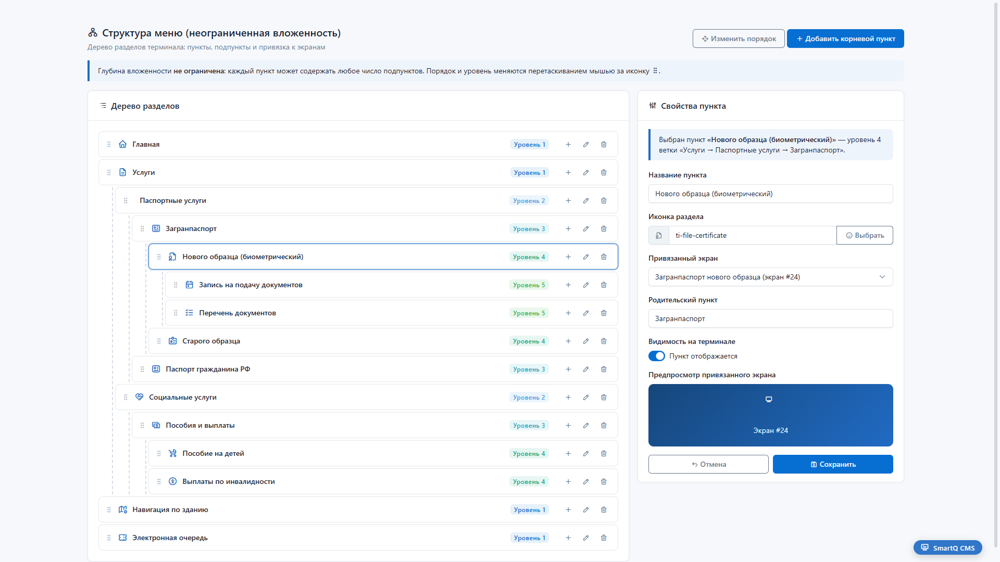 Структура меню (неограниченная вложенность)
Дерево разделов терминала: пункты, подпункты и привязка к экранам
Изменить порядок
Добавить корневой пункт
Глубина вложенности не ограничена: каждый пункт может содержать любое число подпунктов. Порядок и уровень меняются перетаскиванием мышью за иконку ⠿.
Дерево разделов
Главная Уровень 1
Услуги Уровень 1
Паспортные услуги Уровень 2
Загранпаспорт Уровень 3
Нового образца (биометрический) Уровень 4
Запись на подачу документов Уровень 5
Перечень документов Уровень 5
Старого образца Уровень 4
Паспорт гражданина РФ Уровень 3
Социальные услуги Уровень 2
Пособия и выплаты Уровень 3
Пособие на детей Уровень 4
Выплаты по инвалидности Уровень 4
Навигация по зданию Уровень 1
Электронная очередь Уровень 1
Свойства пункта
Выбран пункт «Нового образца (биометрический)» — уровень 4
ветки «Услуги → Паспортные услуги → Загранпаспорт».
Название пункта
Нового образца (биометрический)
Иконка раздела
ti-file-certificate
Выбрать
Привязанный экран
Загранпаспорт нового образца (экран #24)
Родительский пункт
Загранпаспорт
Видимость на терминале
Пункт отображается
Предпросмотр привязанного экрана
Экран #24
Отмена
Сохранить
SmartQ CMS